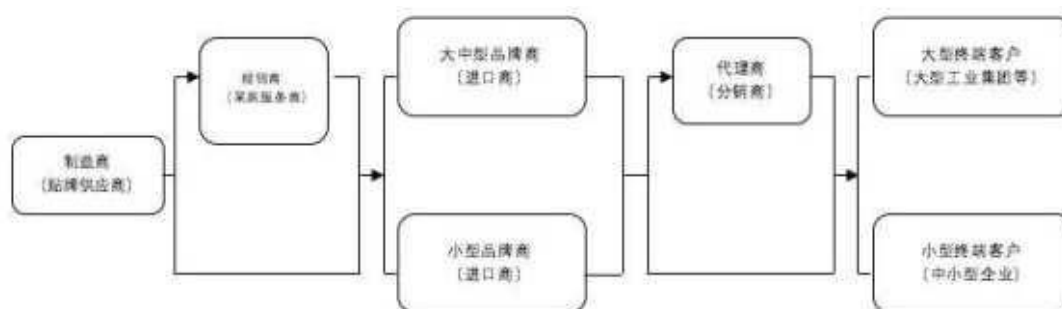 制造商
(贴牌供应商)
经销商
(采购服务商)
大中型品牌商
(进口商)
小型品牌商
(进口商)
代理商
(分销商)
大型终端客户
(大型工业集团等)
小型终端客户
(中小型企业)